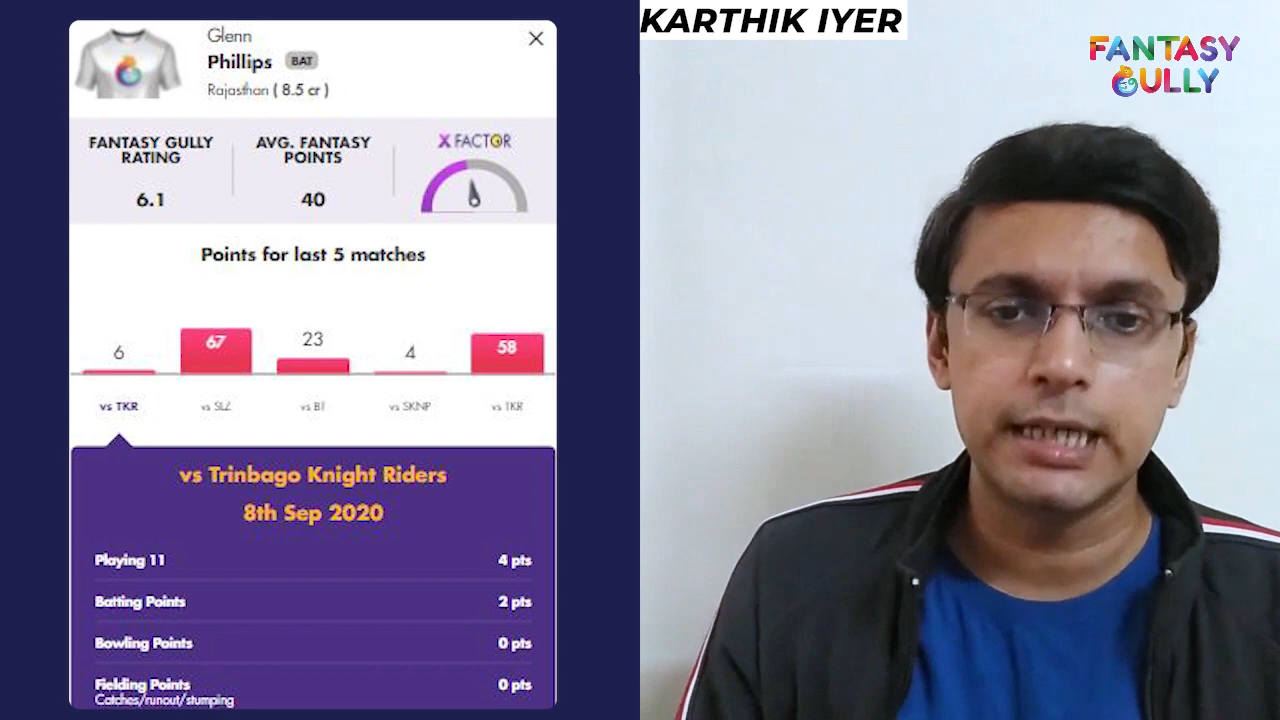 KARTHIK IYER
FANTASY
GULLY
Glenn
Phillips BAT
Rajasthan ( 8.5 cr )
FANTASY GULLY
RATING
6.1
AVG. FANTASY
POINTS
40
X FACTOR
Points for last 5 matches
6 67 23 4 58
vs TKR vs SLZ vs BT vs SKNP vs TKR
vs Trinbago Knight Riders
8th Sep 2020
Playing 11 4 pts
Batting Points 2 pts
Bowling Points 0 pts
Fielding Points 0 pts
Catches/runout/stumping